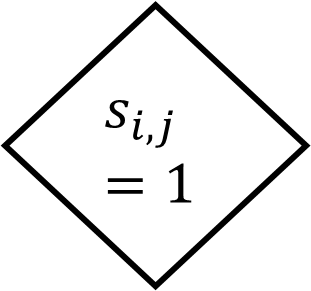 s_{i,j}
= 1